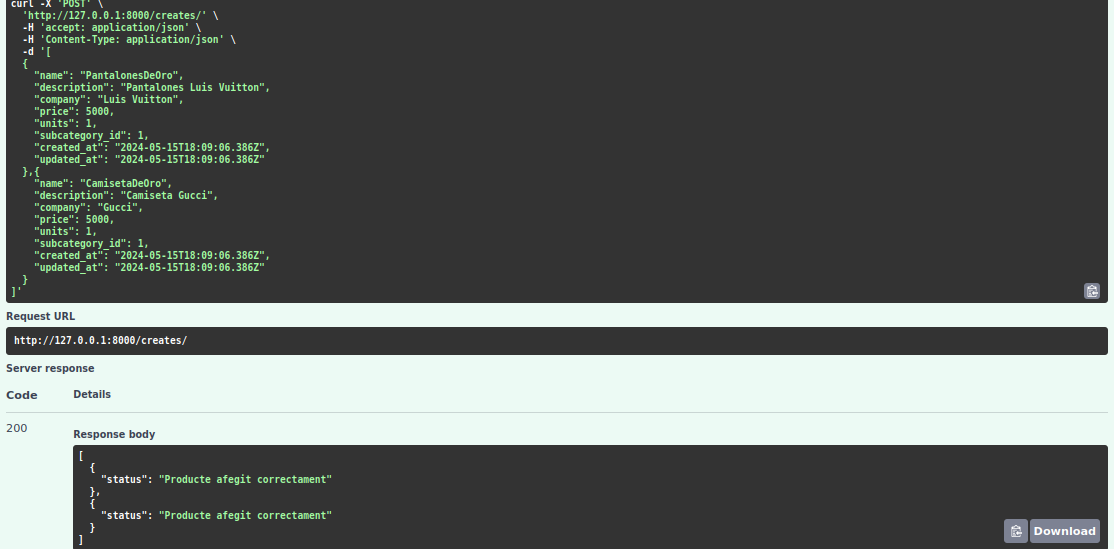 curl -X 'POST' \
  'http://127.0.0.1:8000/creates/' \
  -H 'accept: application/json' \
  -H 'Content-Type: application/json' \
  -d '[
  {
    "name": "PantalonesDeOro",
    "description": "Pantalones Luis Vuitton",
    "company": "Luis Vuitton",
    "price": 5000,
    "units": 1,
    "subcategory_id": 1,
    "created_at": "2024-05-15T18:09:06.386Z",
    "updated_at": "2024-05-15T18:09:06.386Z"
  },{
    "name": "CamisetaDeOro",
    "description": "Camiseta Gucci",
    "company": "Gucci",
    "price": 5000,
    "units": 1,
    "subcategory_id": 1,
    "created_at": "2024-05-15T18:09:06.386Z",
    "updated_at": "2024-05-15T18:09:06.386Z"
  }
]'
Request URL
http://127.0.0.1:8000/creates/
Server response
Code Details
200
Response body
[
  {
    "status": "Producte afegit correctament"
  },
  {
    "status": "Producte afegit correctament"
  }
]
Download